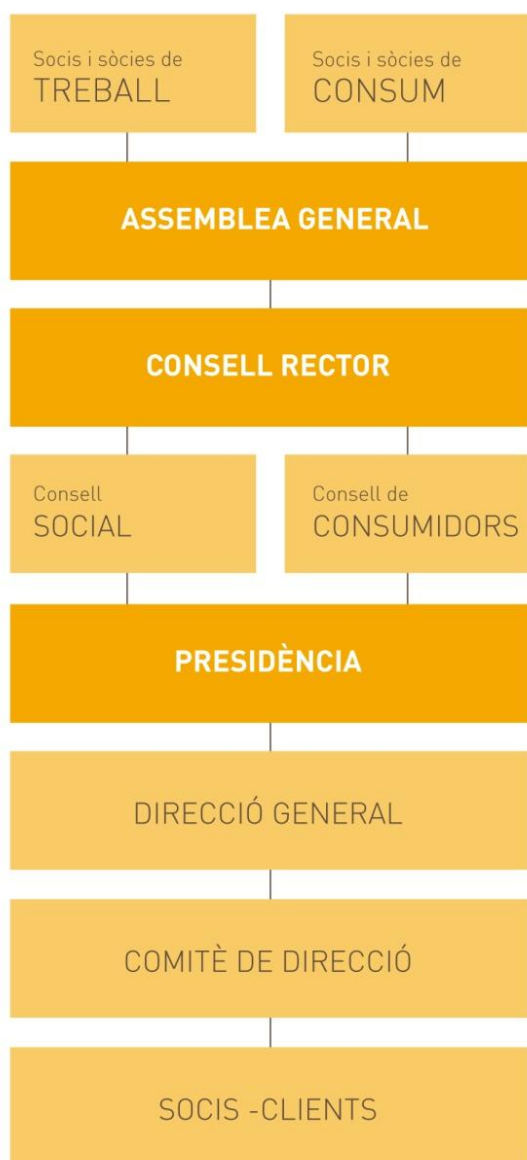 Socis i sòcies de
TREBALL
Socis i sòcies de
CONSUM
ASSEMBLEA GENERAL
CONSELL RECTOR
Consell
SOCIAL
Consell de
CONSUMIDORS
PRESIDÈNCIA
DIRECCIÓ GENERAL
COMITÈ DE DIRECCIÓ
SOCIS -CLIENTS